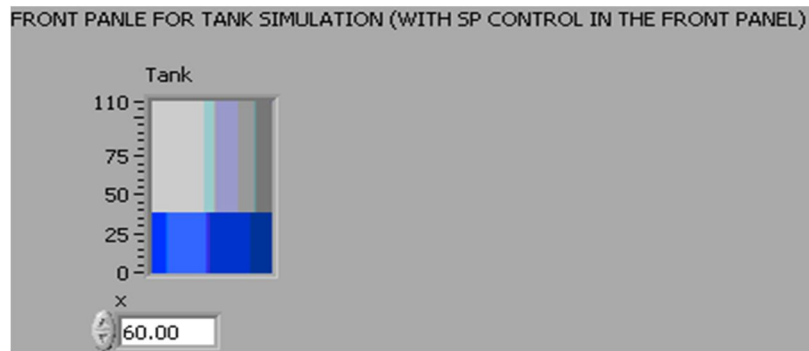 FRONT PANLE FOR TANK SIMULATION (WITH SP CONTROL IN THE FRONT PANEL)
Tank
110
75
50
25
0
x
60.00